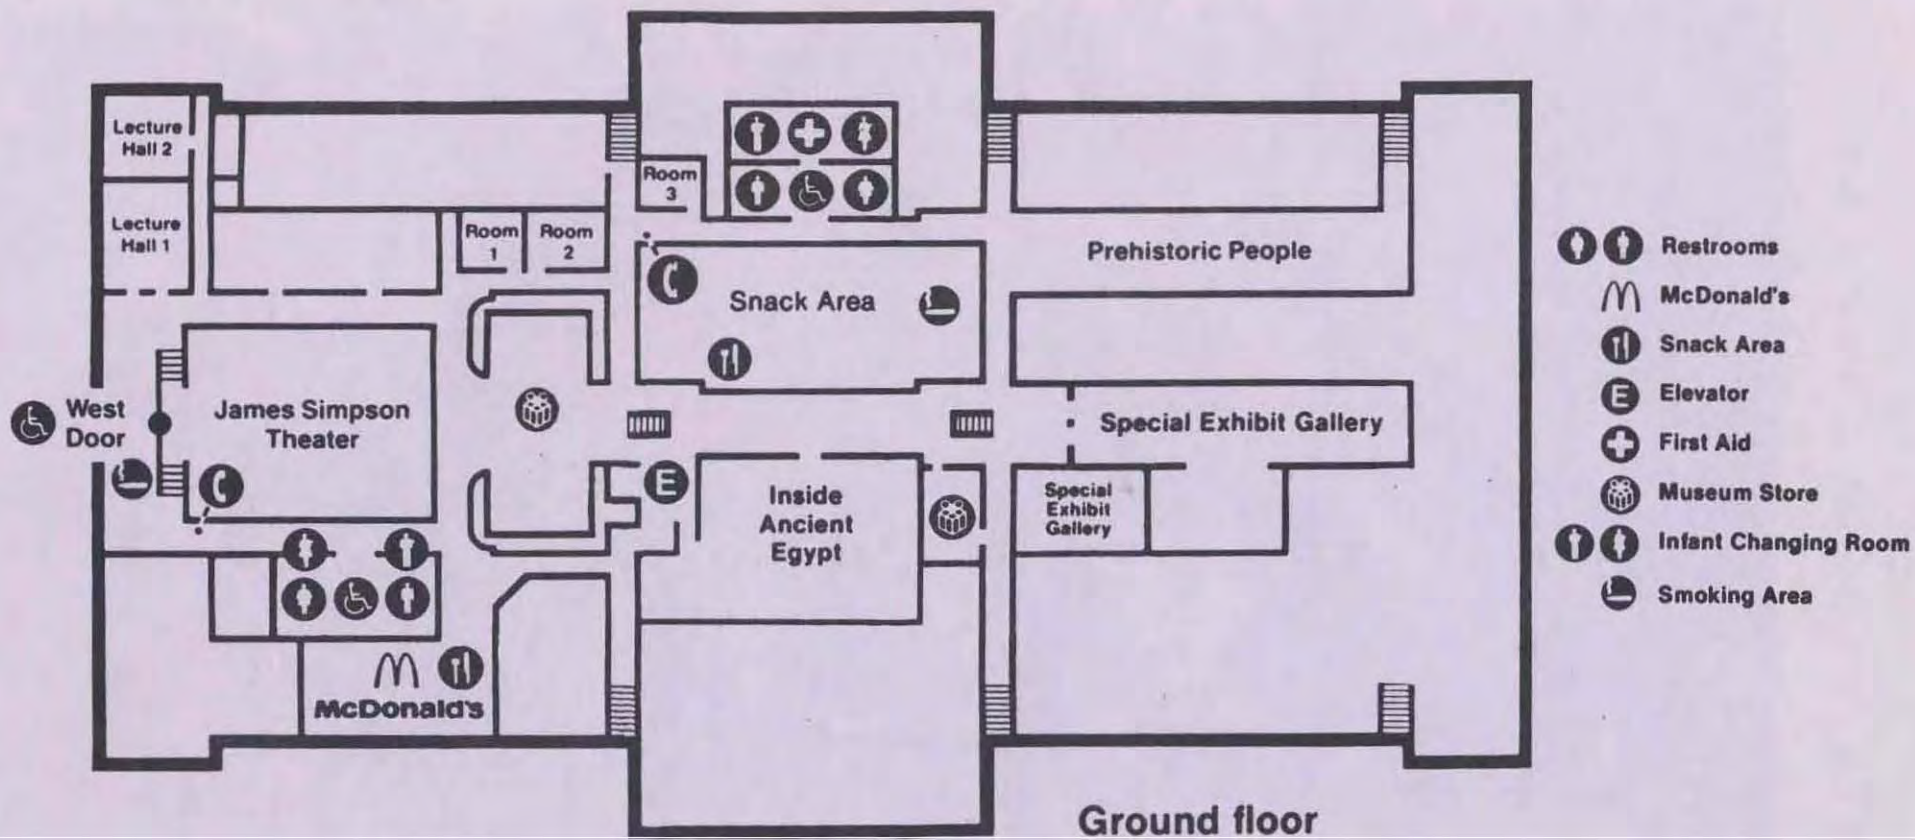 Lecture
Hall 2
Lecture
Hall 1
Room
1
Room
2
Room
3
Prehistoric People
Snack Area
West
Door
James Simpson
Theater
Special Exhibit Gallery
E
Inside
Ancient
Egypt
Special
Exhibit
Gallery
McDonald's
Restrooms
McDonald's
Snack Area
E Elevator
First Aid
Museum Store
Infant Changing Room
Smoking Area
Ground floor